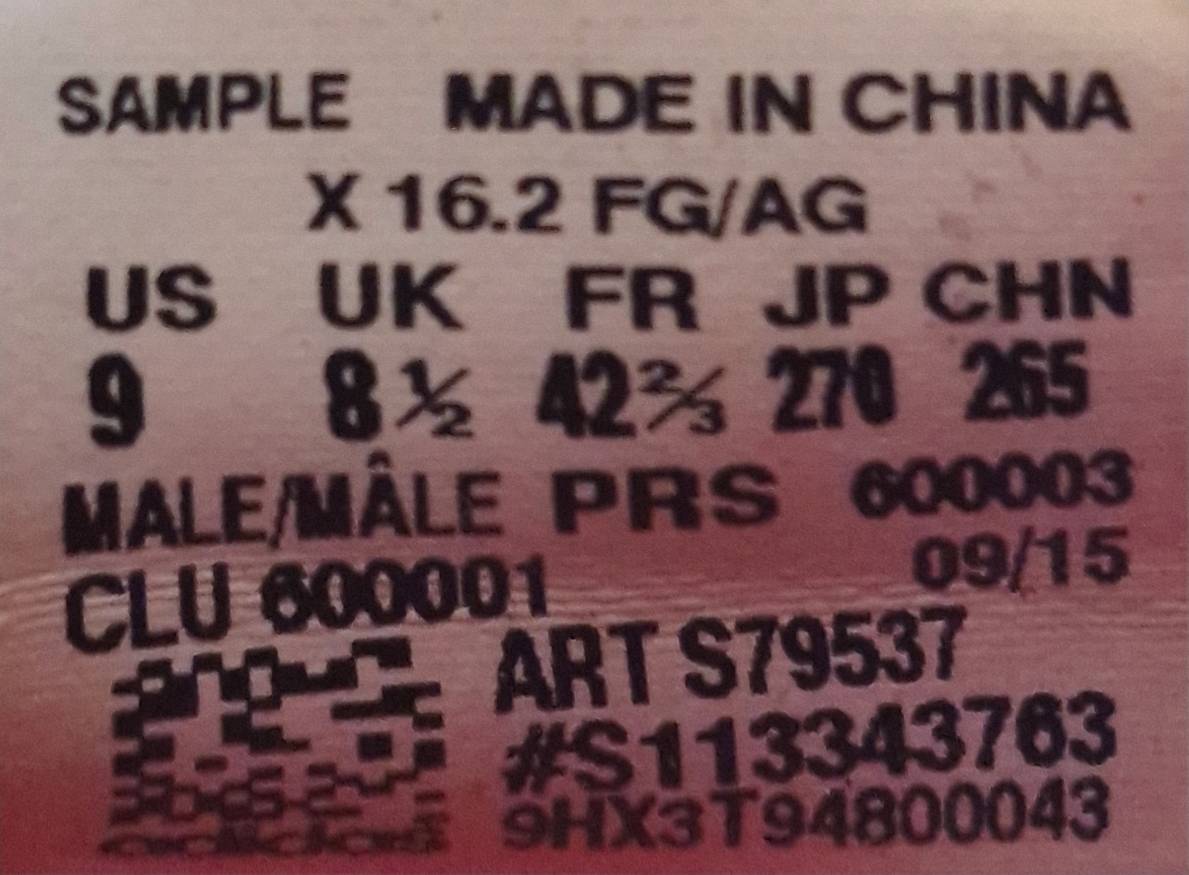 SAMPLE MADE IN CHINA
X 16.2 FG/AG
US UK FR JP CHN
9 8½ 42⅔ 270 265
MALE/MÂLE PRS 600003
CLU 600001 09/15
ART S79537
#S113343763
9HX3T94800043